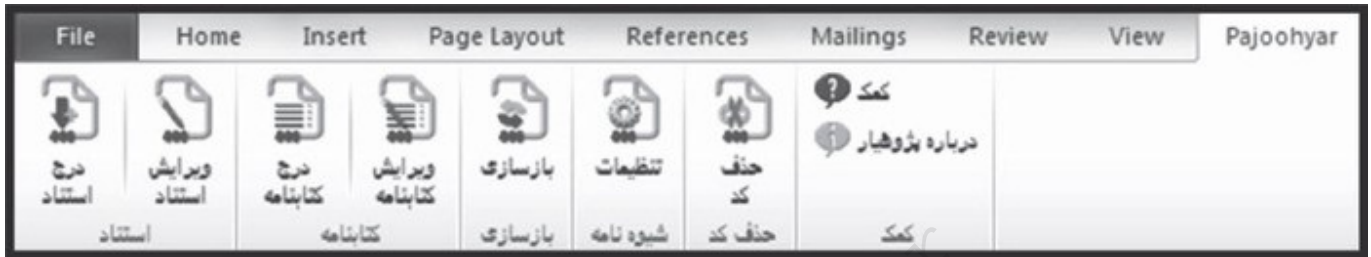 File Home Insert Page Layout References Mailings Review View Pajoohyar
درج استناد
ویرایش استناد
درج کتابنامه
ویرایش کتابنامه
بازسازی
تنظیمات
حذف کد
کمک
درباره پژوهیار
استناد
کتابنامه
بازسازی
شیوه نامه
حذف کد
کمک